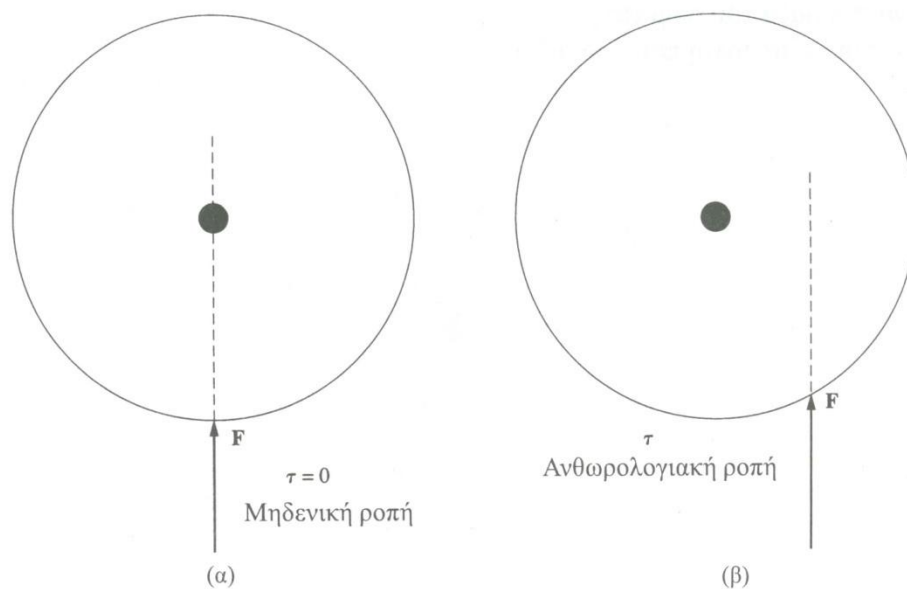 F
τ = 0
Μηδενική ροπή
(α)
F
τ
Ανθωρολογιακή ροπή
(β)